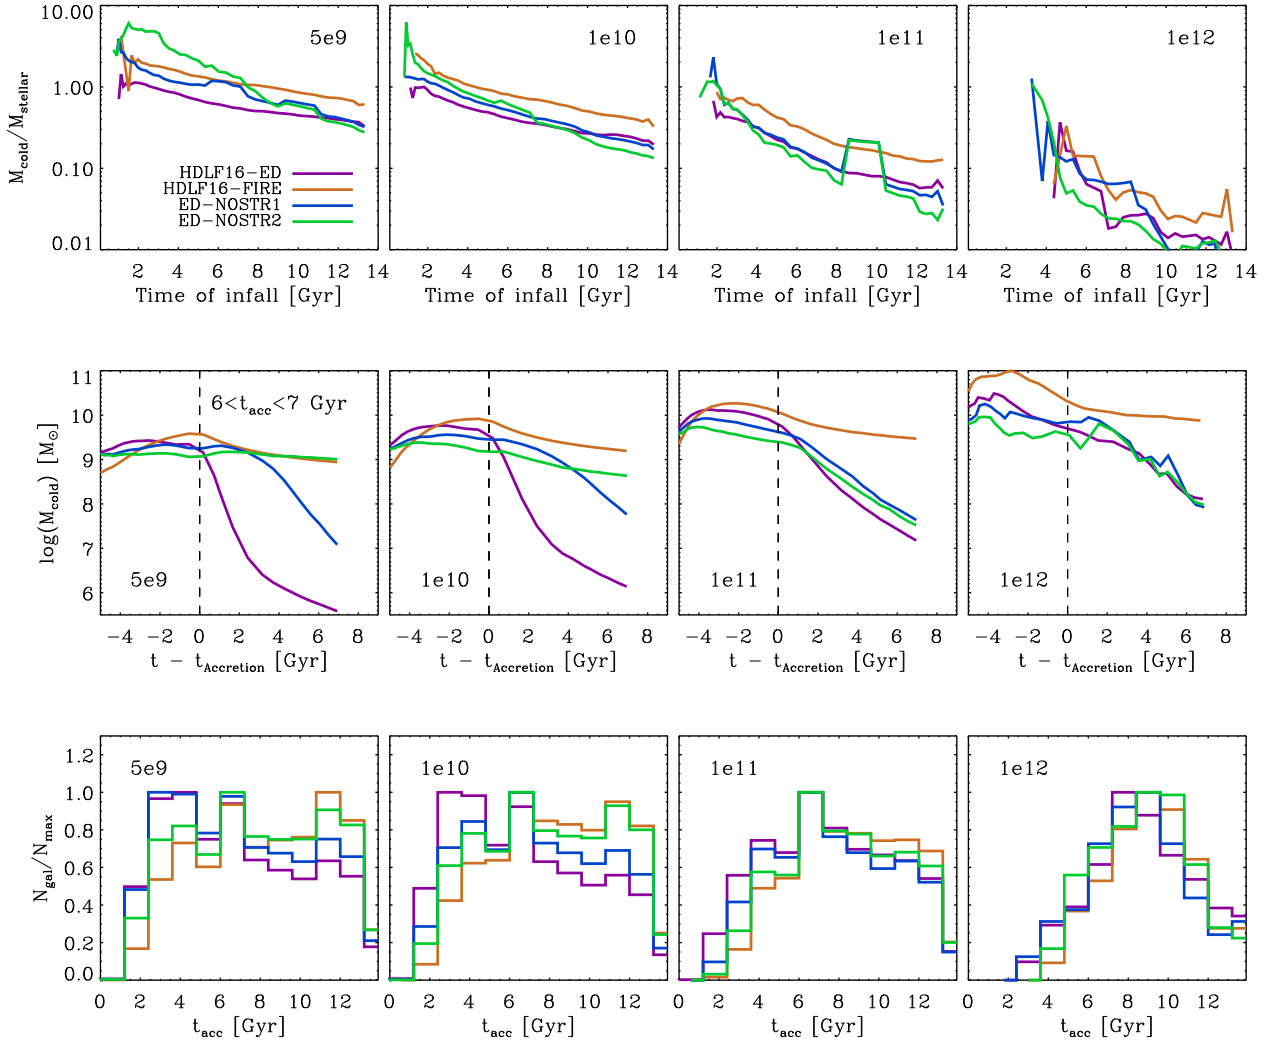 10.00
1.00
0.10
0.01
M_cold/M_stellar
5e9
1e10
1e11
1e12
HDLF16-ED
HDLF16-FIRE
ED-NOSTR1
ED-NOSTR2
2 4 6 8 10 12 14
2 4 6 8 10 12 14
2 4 6 8 10 12 14
2 4 6 8 10 12 14
Time of infall [Gyr]
Time of infall [Gyr]
Time of infall [Gyr]
Time of infall [Gyr]
11
10
9
8
7
6
log(M_cold) [M_⊙]
6<t_acc<7 Gyr
5e9
1e10
1e11
1e12
-4 -2 0 2 4 6 8
-4 -2 0 2 4 6 8
-4 -2 0 2 4 6 8
-4 -2 0 2 4 6 8
t - t_Accretion [Gyr]
t - t_Accretion [Gyr]
t - t_Accretion [Gyr]
t - t_Accretion [Gyr]
1.2
1.0
0.8
0.6
0.4
0.2
0.0
N_gal/N_max
5e9
1e10
1e11
1e12
0 2 4 6 8 10 12
0 2 4 6 8 10 12
0 2 4 6 8 10 12
0 2 4 6 8 10 12
t_acc [Gyr]
t_acc [Gyr]
t_acc [Gyr]
t_acc [Gyr]